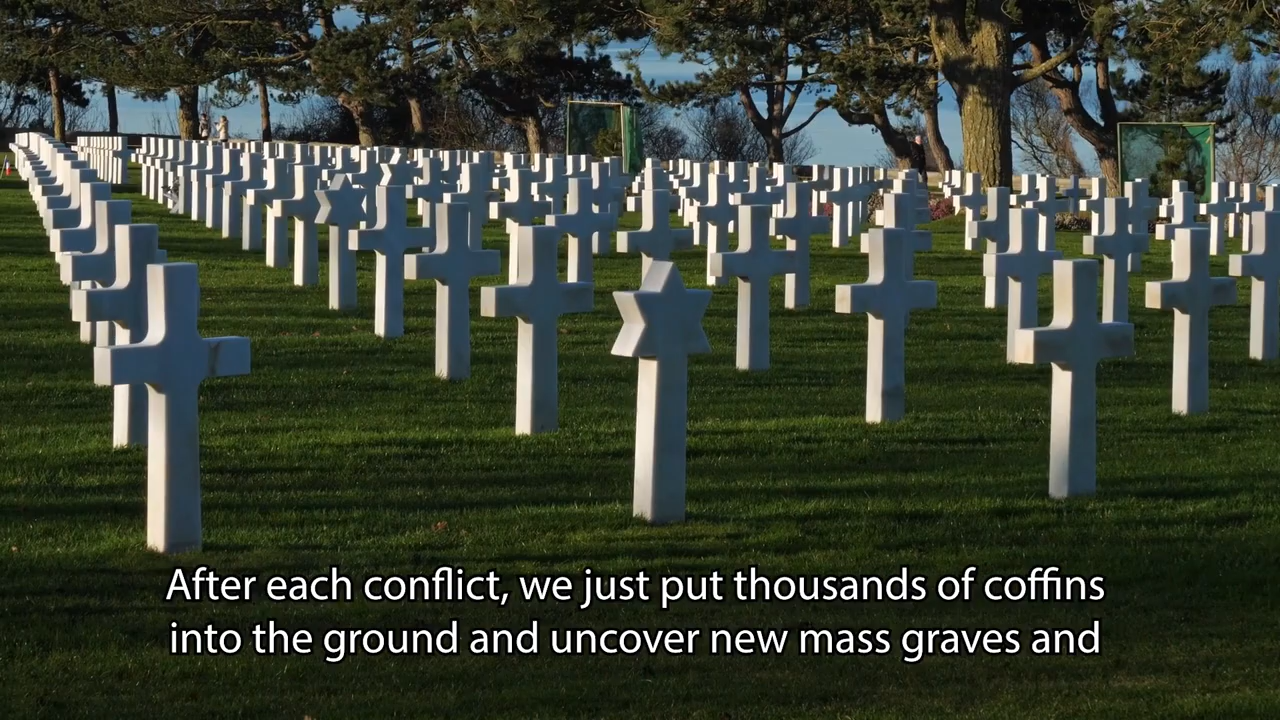 After each conflict, we just put thousands of coffins
into the ground and uncover new mass graves and